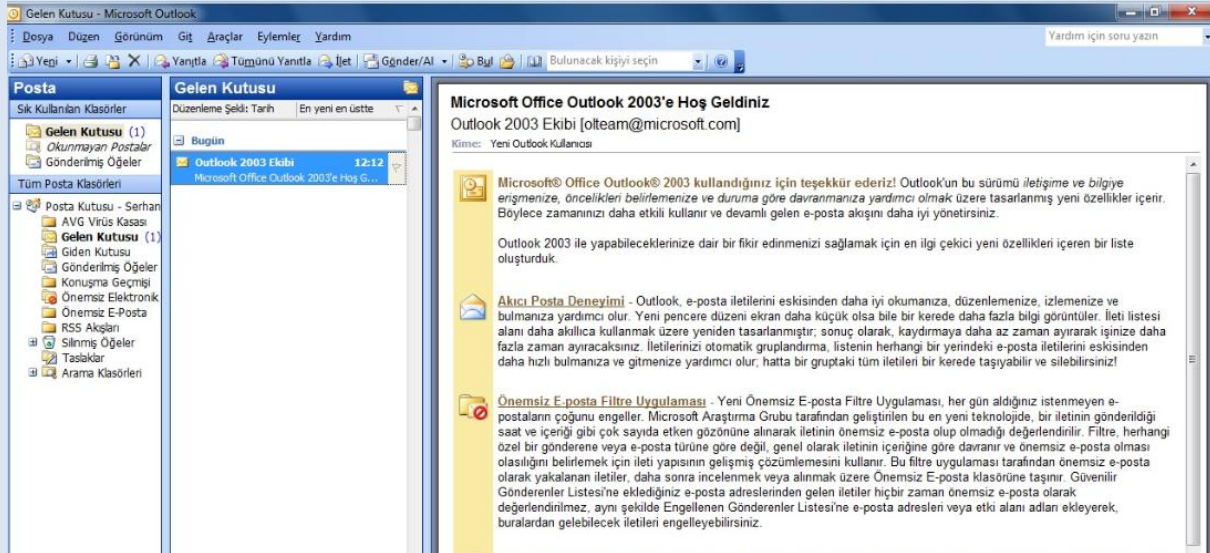 Gelen Kutusu - Microsoft Outlook
Dosya Düzen Görünüm Git Araçlar Eylemler Yardım
Yardım için soru yazın
Yeni Yanıtla Tümünü Yanıtla İlet Gönder/Al Bul Bulunacak kişiyi seçin
Posta
Sık Kullanılan Klasörler
Gelen Kutusu (1)
Okunmayan Postalar
Gönderilmiş Öğeler
Tüm Posta Klasörleri
Posta Kutusu - Serhan
AVG Virüs Kasası
Gelen Kutusu (1)
Giden Kutusu
Gönderilmiş Öğeler
Konuşma Geçmişi
Önemsiz Elektronik
Önemsiz E-Posta
RSS Akışları
Silinmiş Öğeler
Taslaklar
Arama Klasörleri
Gelen Kutusu
Düzenleme Şekli: Tarih En yeni en üstte
Bugün
Outlook 2003 Ekibi 12:12
Microsoft Office Outlook 2003'e Hoş G...
Microsoft Office Outlook 2003'e Hoş Geldiniz
Outlook 2003 Ekibi [olteam@microsoft.com]
Kime: Yeni Outlook Kullanıcısı
Microsoft® Office Outlook® 2003 kullandığınız için teşekkür ederiz! Outlook'un bu sürümü iletişime ve bilgiye
erişmenize, öncelikleri belirlemenize ve duruma göre davranmanıza yardımcı olmak üzere tasarlanmış yeni özellikler içerir.
Böylece zamanınızı daha etkili kullanır ve devamlı gelen e-posta akışını daha iyi yönetirsiniz.
Outlook 2003 ile yapabileceklerinize dair bir fikir edinmenizi sağlamak için en ilgi çekici yeni özellikleri içeren bir liste
oluşturduk.
Akıcı Posta Deneyimi - Outlook, e-posta iletilerini eskisinden daha iyi okumanıza, düzenlemenize, izlemenize ve
bulmanıza yardımcı olur. Yeni pencere düzeni ekran daha küçük olsa bile bir kerede daha fazla bilgi görüntüler. İleti listesi
alanı daha akıllıca kullanmak üzere yeniden tasarlanmıştır; sonuç olarak, kaydırmaya daha az zaman ayırarak işinize daha
fazla zaman ayıracaksınız. İletilerinizi otomatik gruplandırma, listenin herhangi bir yerindeki e-posta iletilerini eskisinden
daha hızlı bulmanıza ve gitmenize yardımcı olur; hatta bir gruptaki tüm iletileri bir kerede taşıyabilir ve silebilirsiniz!
Önemsiz E-posta Filtre Uygulaması - Yeni Önemsiz E-posta Filtre Uygulaması, her gün aldığınız istenmeyen e-
postaların çoğunu engeller. Microsoft Araştırma Grubu tarafından geliştirilen bu en yeni teknolojide, bir iletinin gönderildiği
saat ve içeriği gibi çok sayıda etken gözönüne alınarak iletinin önemsiz e-posta olup olmadığı değerlendirilir. Filtre, herhangi
özel bir gönderene veya e-posta türüne göre değil, genel olarak iletinin içeriğine göre davranır ve önemsiz e-posta olması
olasılığını belirlemek için ileti yapısının gelişmiş çözümlemesini kullanır. Bu filtre uygulaması tarafından önemsiz e-posta
olarak yakalanan iletiler, daha sonra incelenmek veya alınmak üzere Önemsiz E-posta klasörüne taşınır. Güvenilir
Gönderenler Listesi'ne eklediğiniz e-posta adreslerinden gelen iletiler hiçbir zaman önemsiz e-posta olarak
değerlendirilmez, aynı şekilde Engellenen Gönderenler Listesi'ne e-posta adresleri veya etki alanı adları ekleyerek,
buralardan gelebilecek iletileri engelleyebilirsiniz.